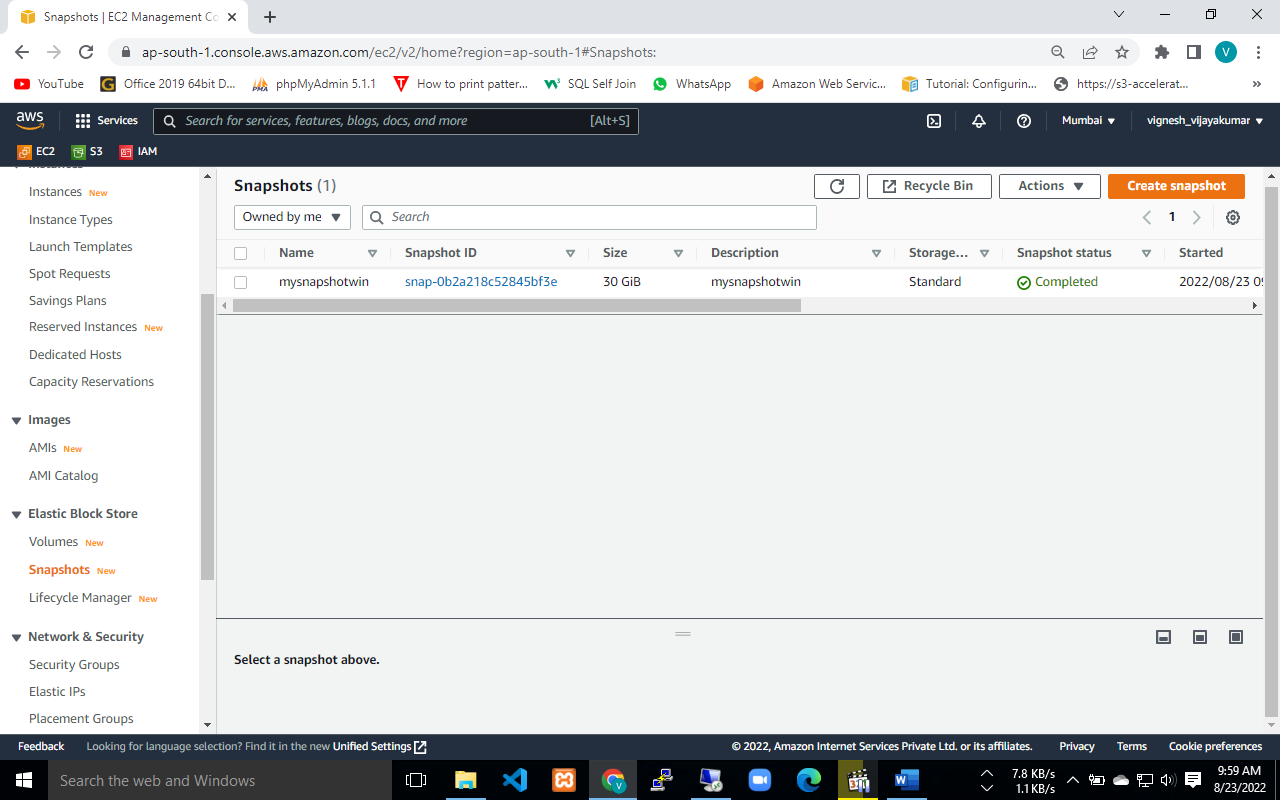 Snapshots | EC2 Management Co
ap-south-1.console.aws.amazon.com/ec2/v2/home?region=ap-south-1#Snapshots:
V
YouTube
Office 2019 64bit D...
phpMyAdmin 5.1.1
How to print patter...
SQL Self Join
WhatsApp
Amazon Web Servic...
Tutorial: Configurin...
https://s3-accelerat...
aws
Services
Search for services, features, blogs, docs, and more
[Alt+S]
Mumbai
vignesh_vijayakumar
EC2
S3
IAM
Instances New
Instance Types
Launch Templates
Spot Requests
Savings Plans
Reserved Instances New
Dedicated Hosts
Capacity Reservations
Images
AMIs New
AMI Catalog
Elastic Block Store
Volumes New
Snapshots New
Lifecycle Manager New
Network & Security
Security Groups
Elastic IPs
Placement Groups
Snapshots (1)
Recycle Bin
Actions
Create snapshot
Owned by me
Search
1
Name Snapshot ID Size Description Storage... Snapshot status Started
mysnapshotwin snap-0b2a218c52845bf3e 30 GiB mysnapshotwin Standard Completed 2022/08/23 09
Select a snapshot above.
Feedback
Looking for language selection? Find it in the new Unified Settings
© 2022, Amazon Internet Services Private Ltd. or its affiliates.
Privacy
Terms
Cookie preferences
Search the web and Windows
7.8 KB/s
1.1 KB/s
9:59 AM
8/23/2022